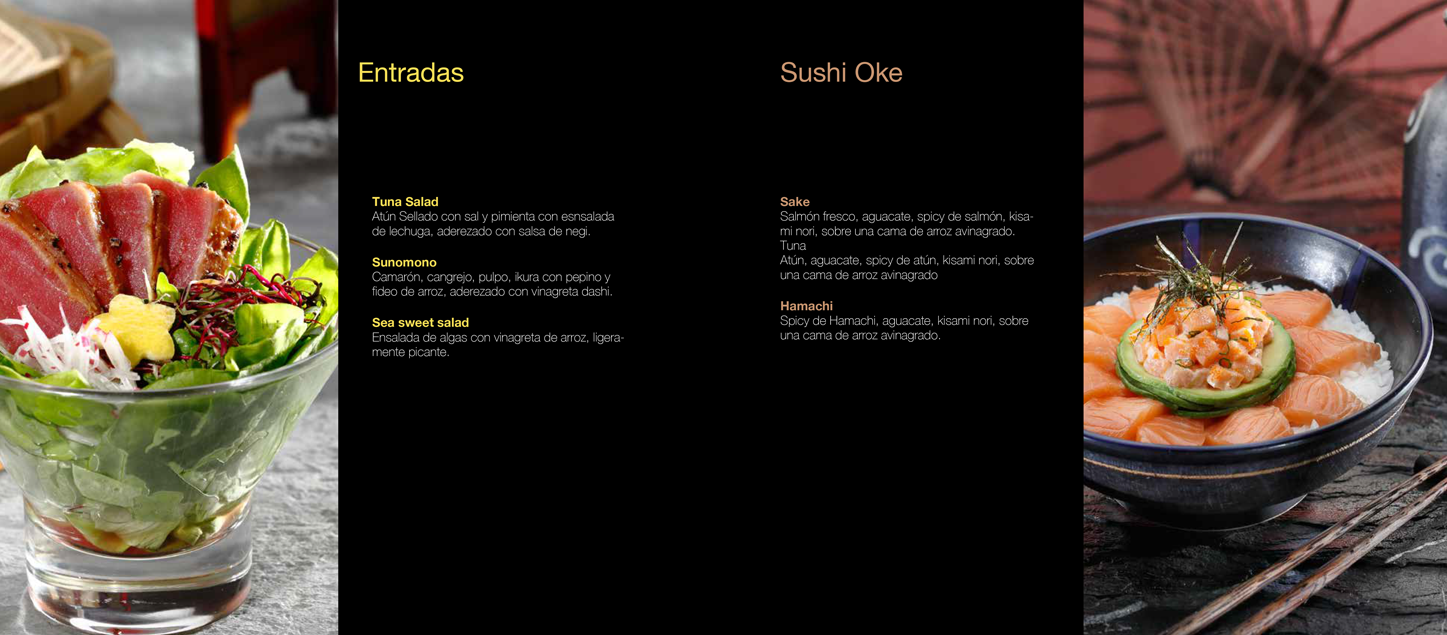 Entradas
Tuna Salad
Atún Sellado con sal y pimienta con esnsalada
de lechuga, aderezado con salsa de negi.
Sunomono
Camarón, cangrejo, pulpo, ikura con pepino y
fideo de arroz, aderezado con vinagreta dashi.
Sea sweet salad
Ensalada de algas con vinagreta de arroz, ligera-
mente picante.
Sushi Oke
Sake
Salmón fresco, aguacate, spicy de salmón, kisa-
mi nori, sobre una cama de arroz avinagrado.
Tuna
Atún, aguacate, spicy de atún, kisami nori, sobre
una cama de arroz avinagrado
Hamachi
Spicy de Hamachi, aguacate, kisami nori, sobre
una cama de arroz avinagrado.